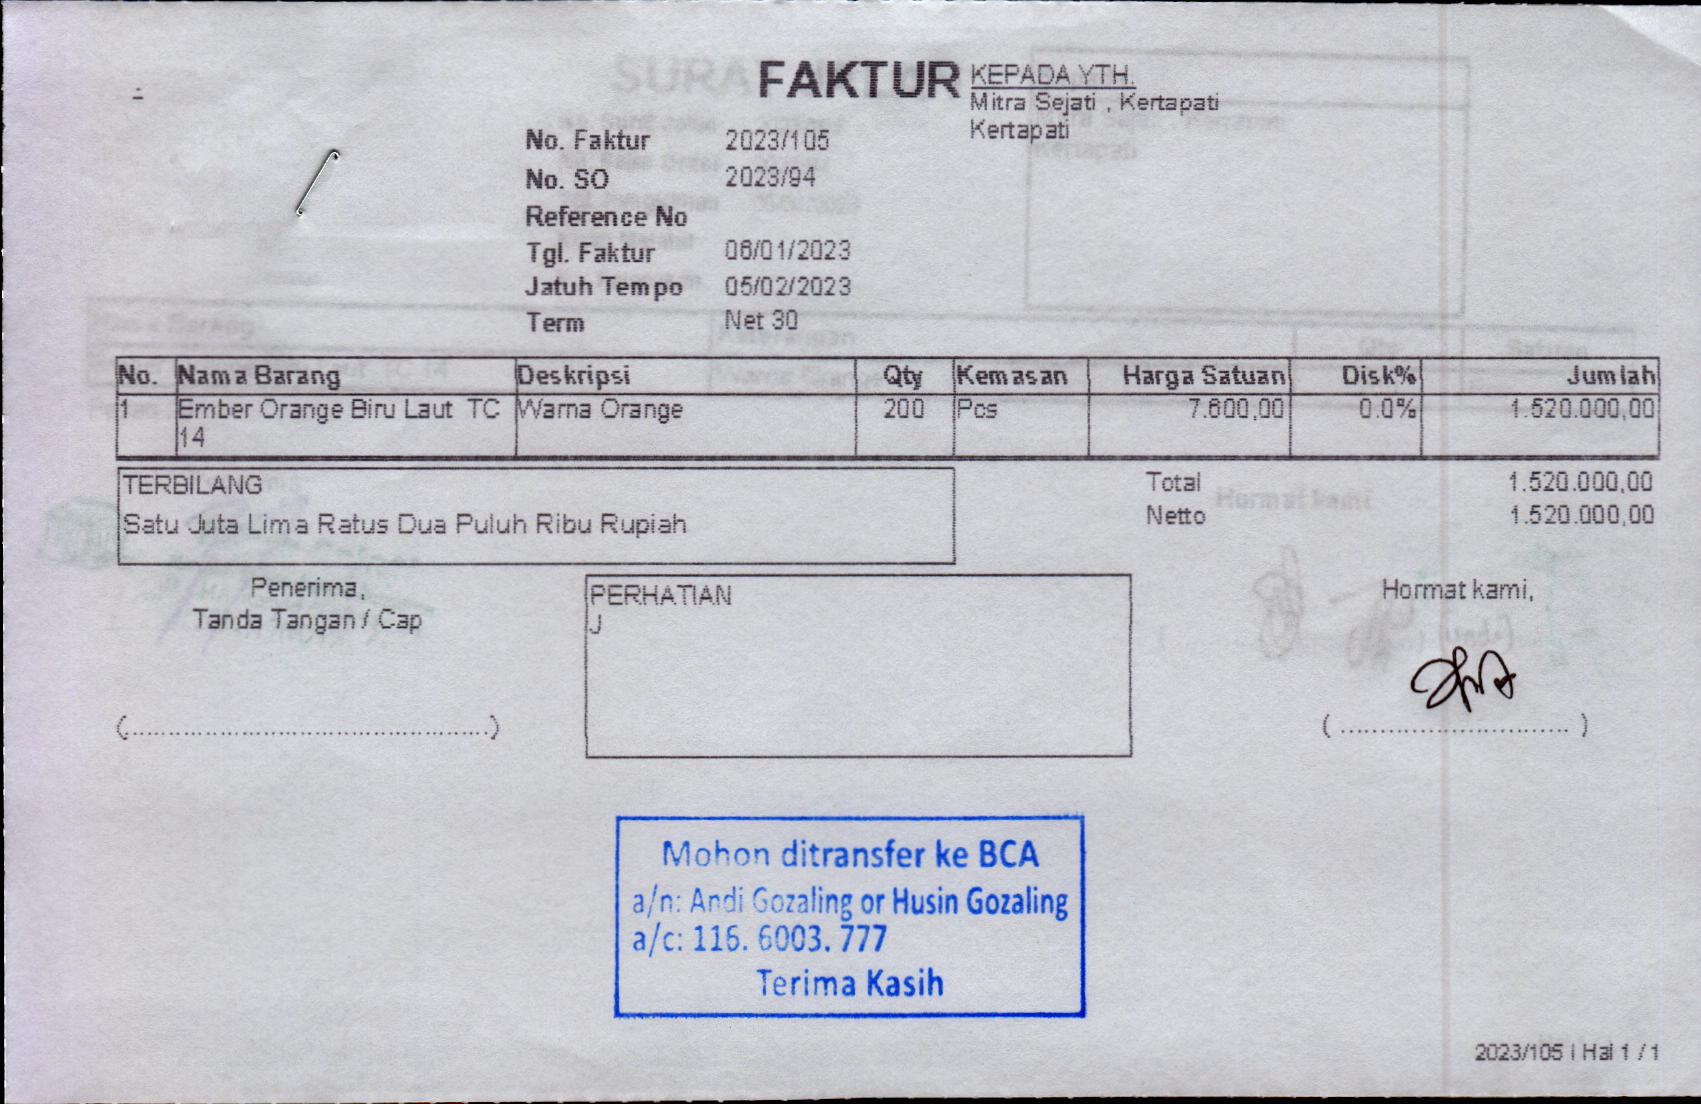 FAKTUR
KEPADA YTH.
Mitra Sejati , Kertapati
Kertapati
No. Faktur 2023/105
No. SO 2023/94
Reference No
Tgl. Faktur 06/01/2023
Jatuh Tempo 05/02/2023
Term Net 30
No. Nama Barang Deskripsi Qty Kemasan Harga Satuan Disk% Jumlah
1 Ember Orange Biru Laut TC Warna Orange 200 Pcs 7.600,00 0.0% 1.520.000,00
14
TERBILANG
Satu Juta Lima Ratus Dua Puluh Ribu Rupiah
Total 1.520.000,00
Netto 1.520.000,00
Penerima,
Tanda Tangan / Cap
PERHATIAN
J
Hormat kami,
(................................................)
( ............................. )
Mohon ditransfer ke BCA
a/n: Andi Gozaling or Husin Gozaling
a/c: 116. 6003. 777
Terima Kasih
2023/105 | Hal 1 / 1